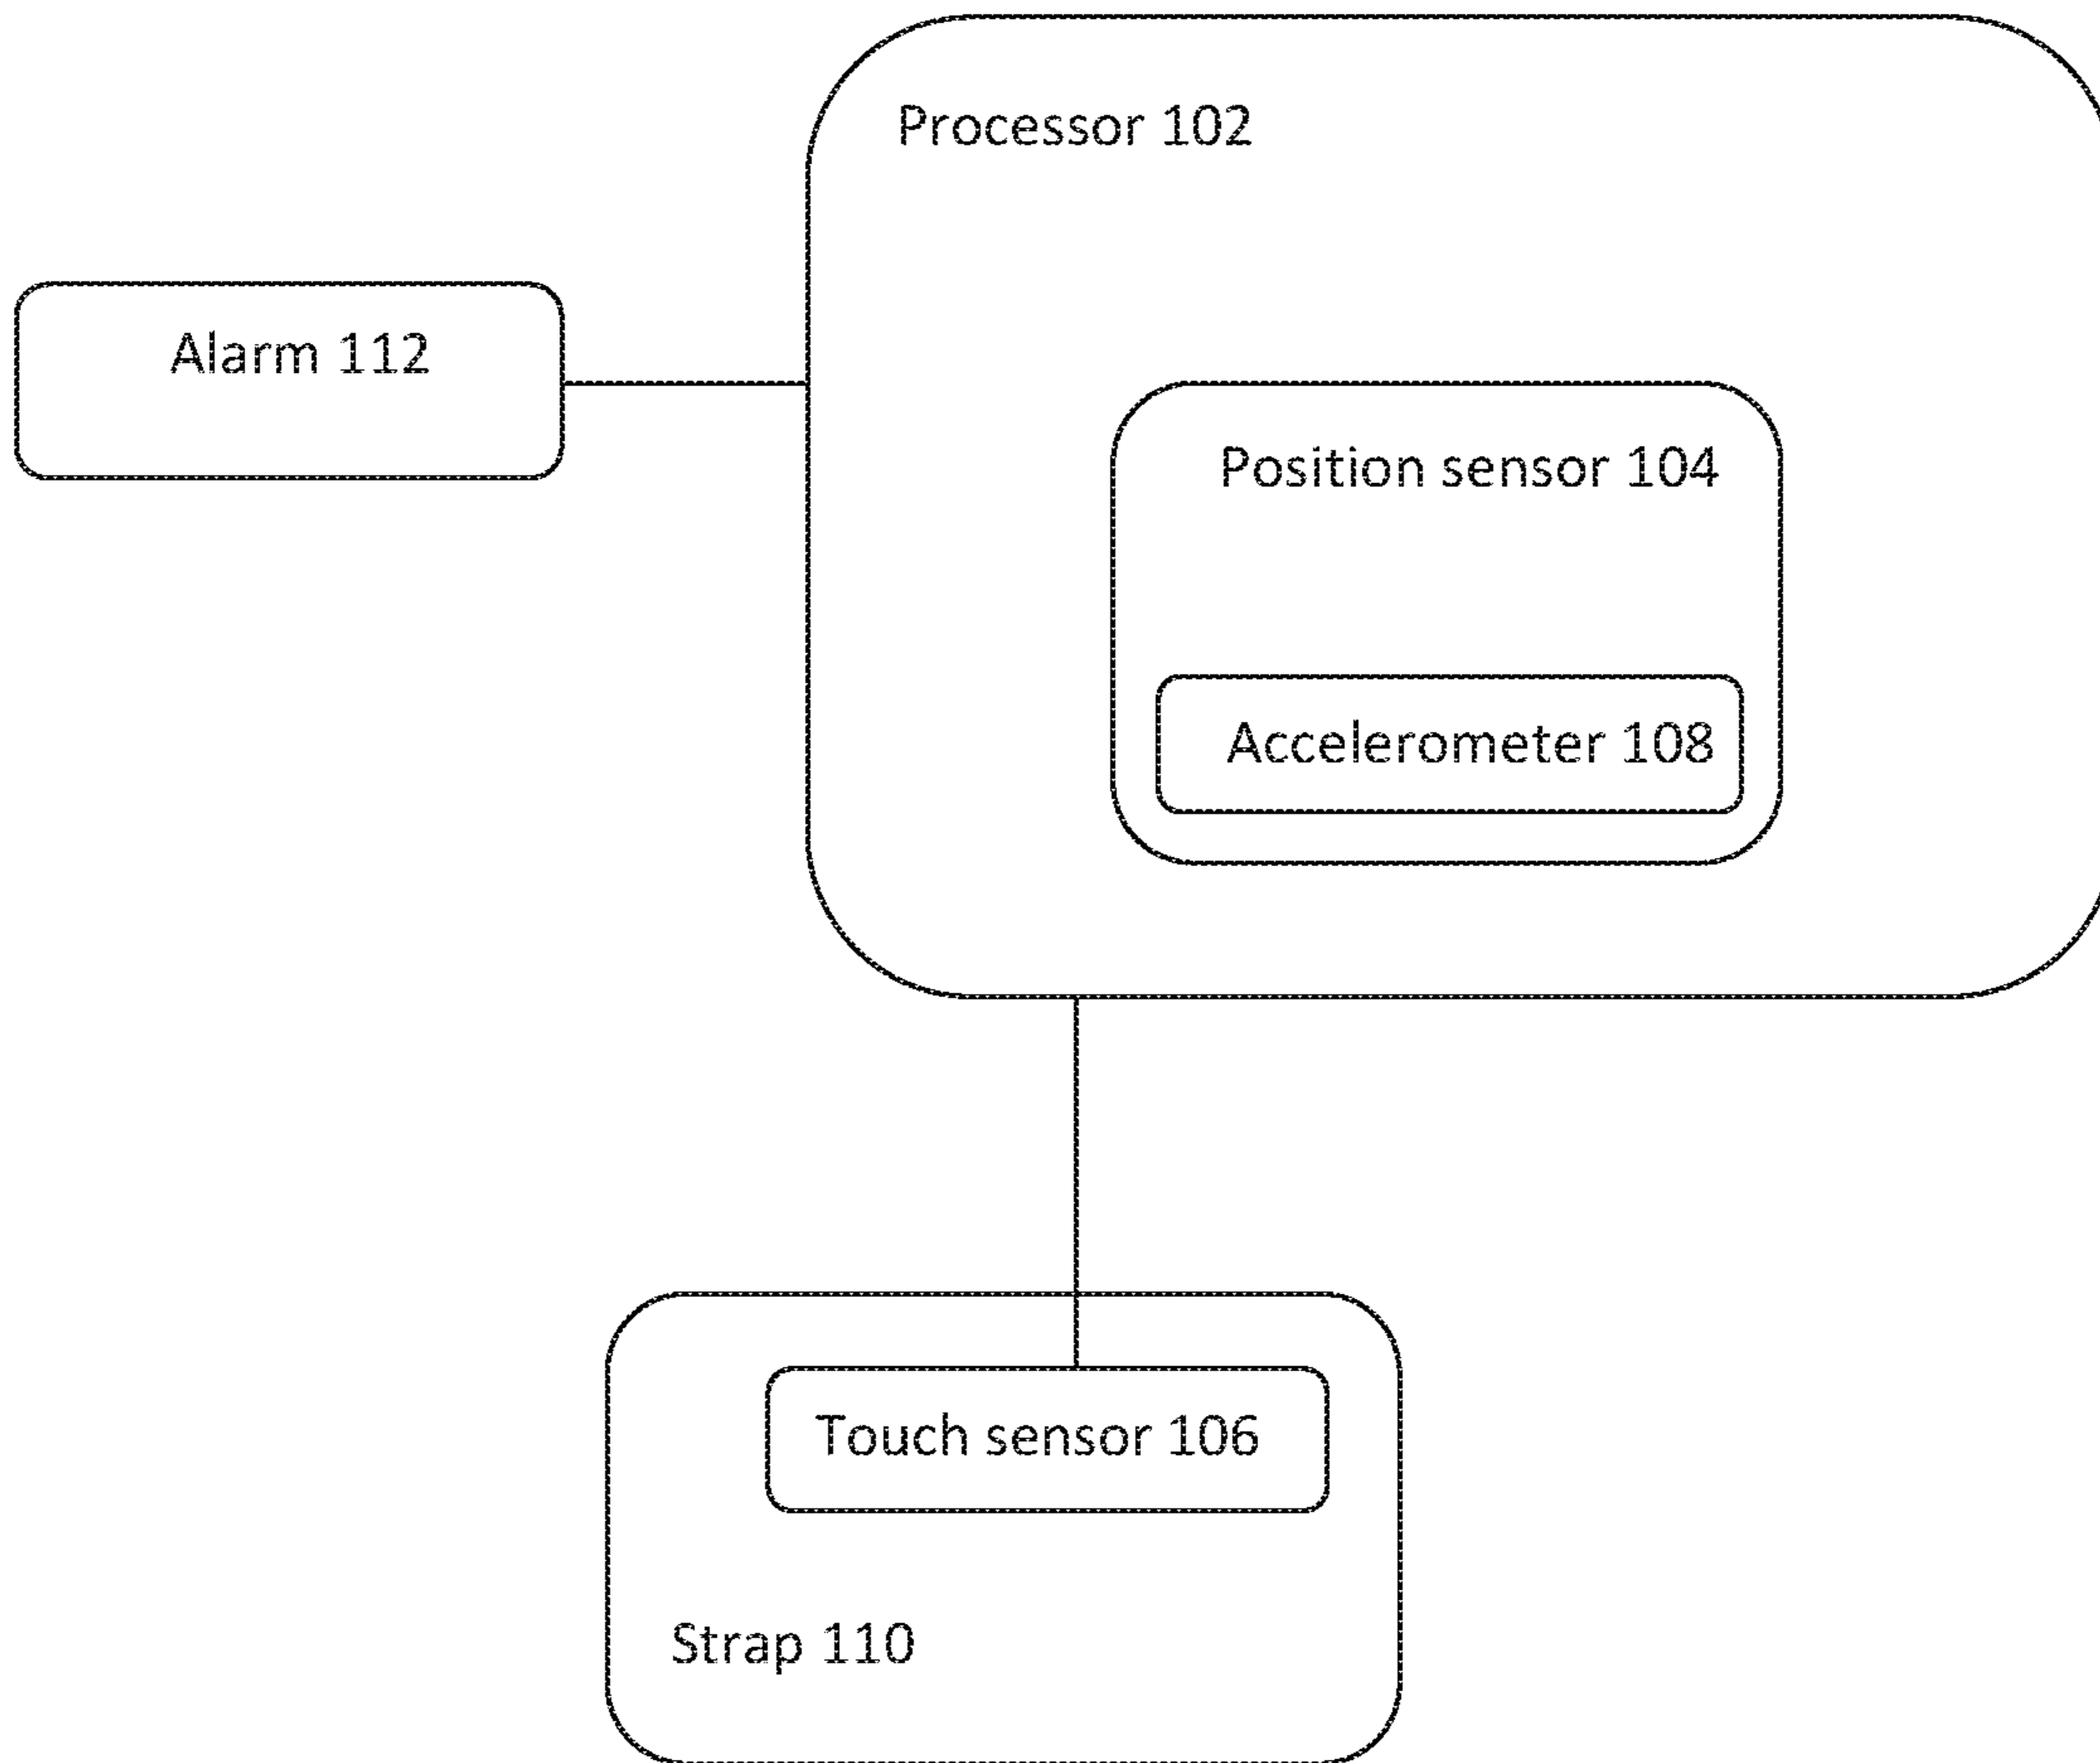 Processor 102
Alarm 112
Position sensor 104
Accelerometer 108
Touch sensor 106
Strap 110